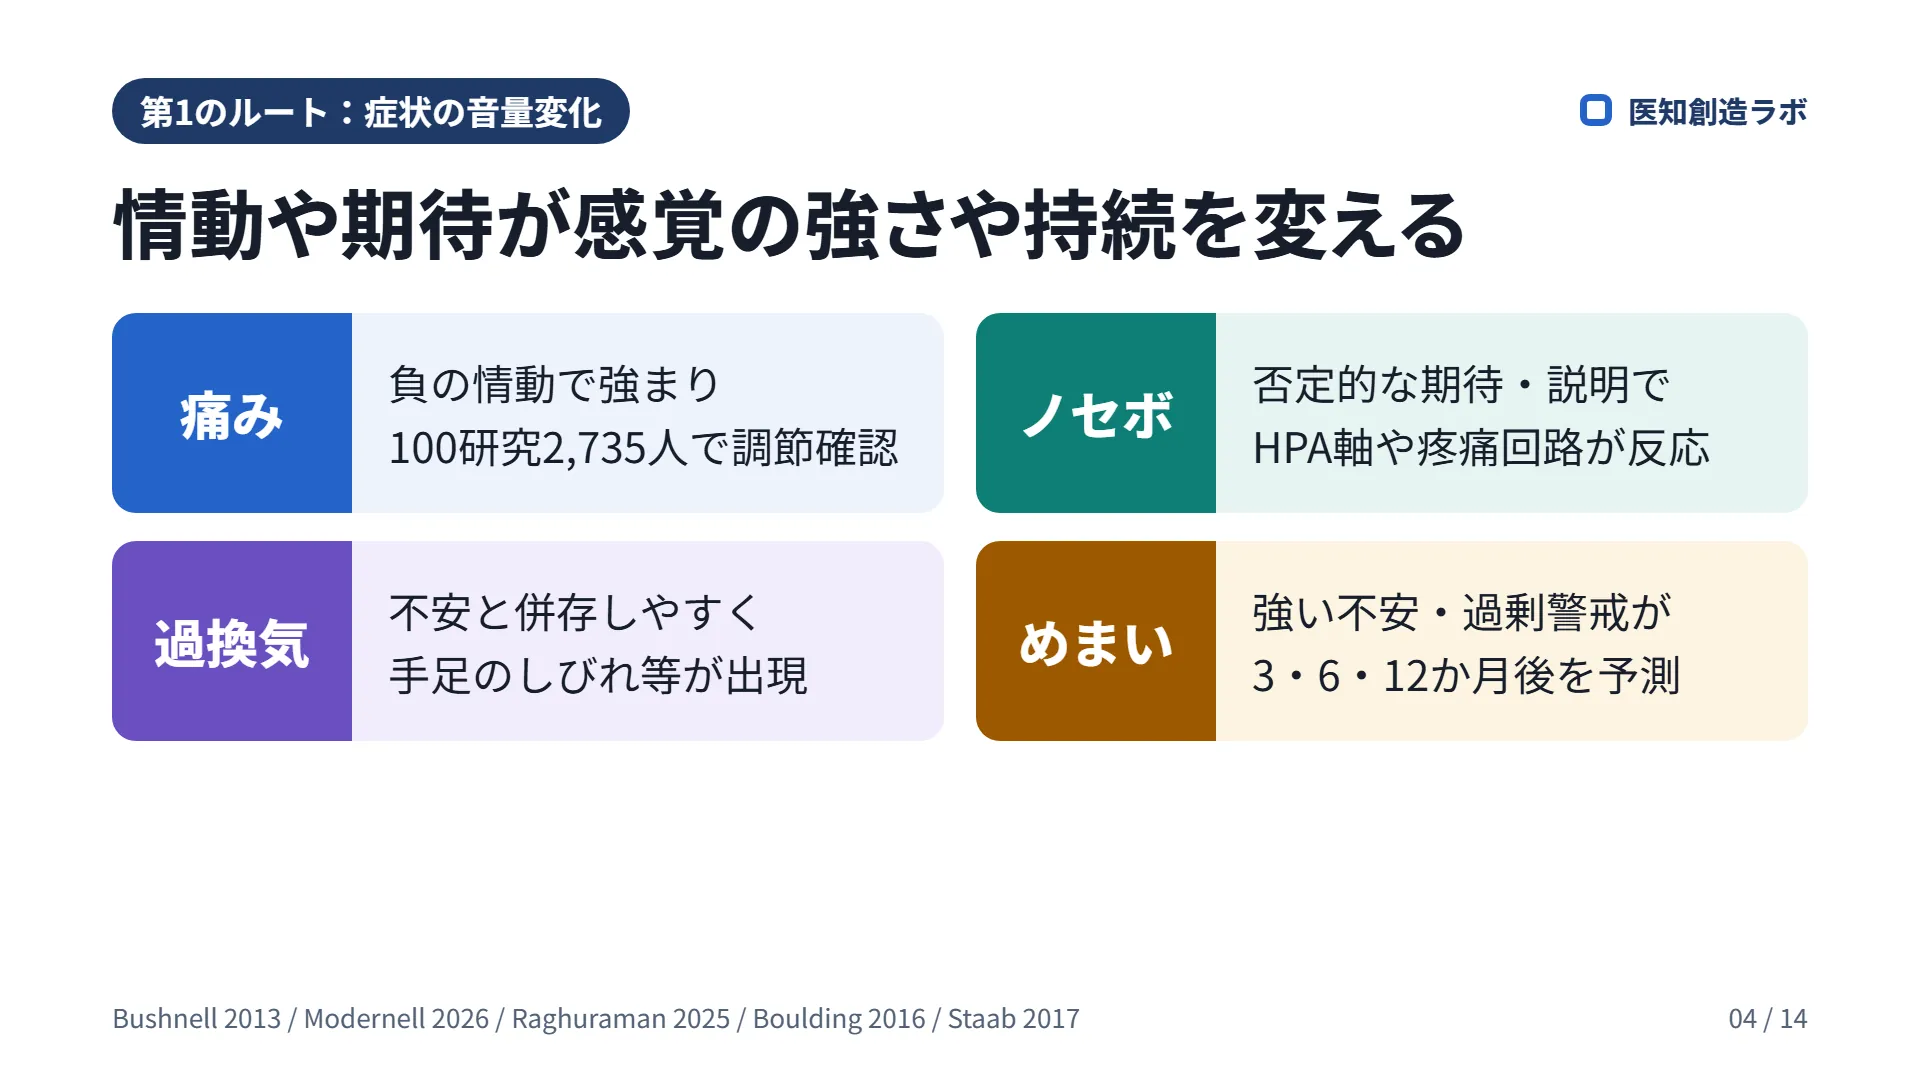 第1のルート：症状の音量変化
医知創造ラボ
情動や期待が感覚の強さや持続を変える
痛み
負の情動で強まり
100研究2,735人で調節確認
ノセボ
否定的な期待・説明で
HPA軸や疼痛回路が反応
過換気
不安と併存しやすく
手足のしびれ等が出現
めまい
強い不安・過剰警戒が
3・6・12か月後を予測
Bushnell 2013 / Modernell 2026 / Raghuraman 2025 / Boulding 2016 / Staab 2017
04 / 14